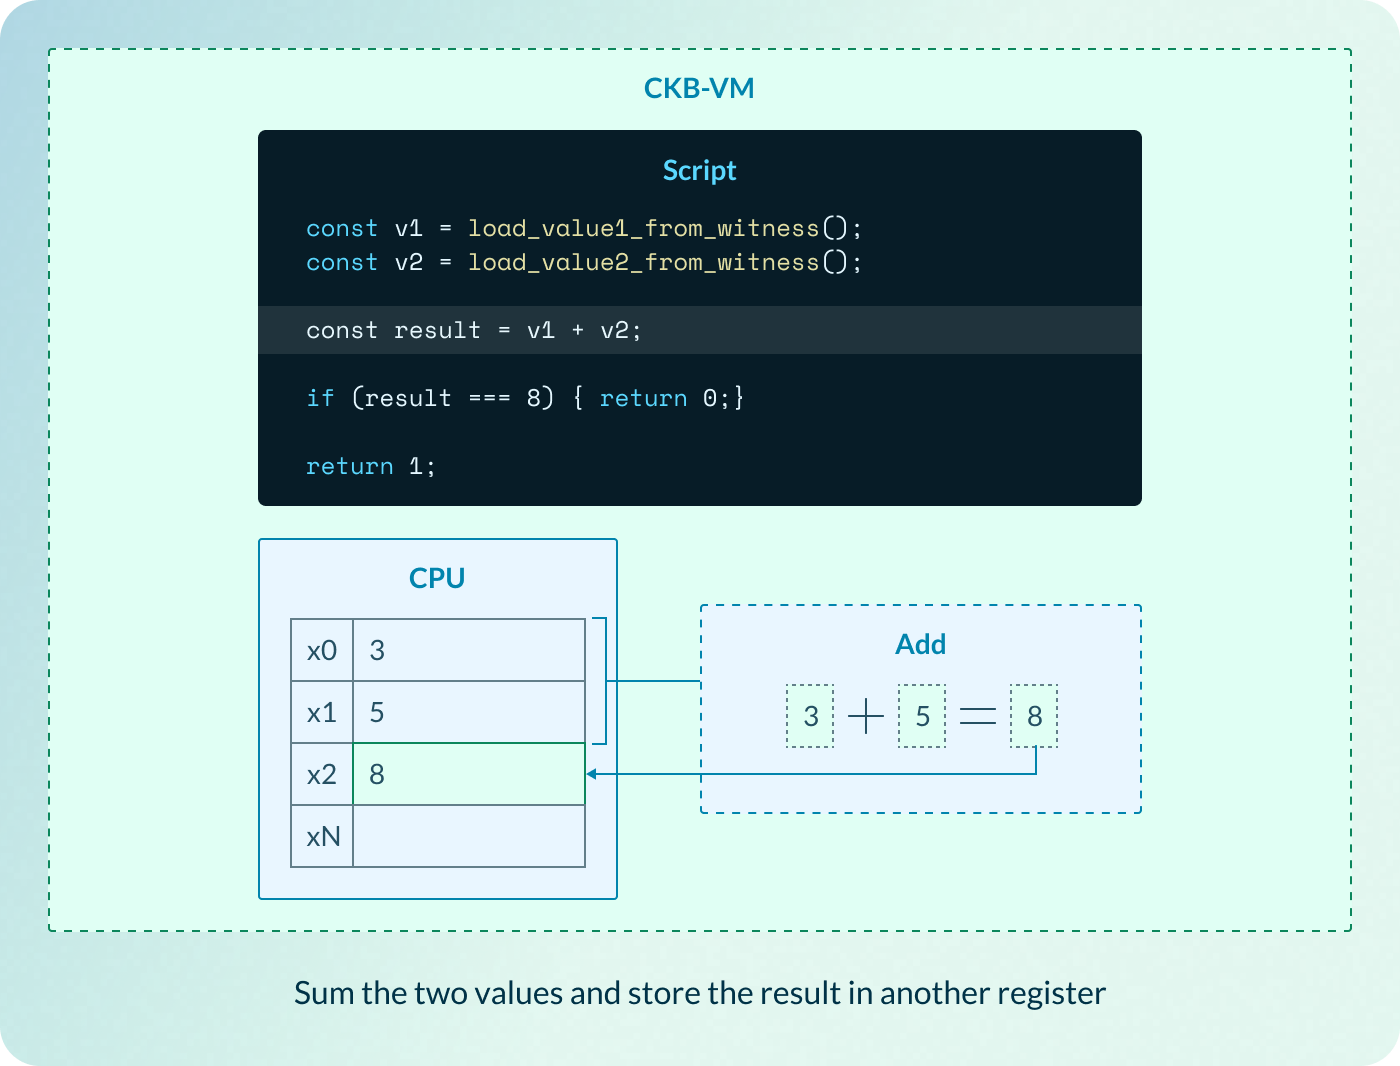 CKB-VM
Script
const v1 = load_value1_from_witness();
const v2 = load_value2_from_witness();
const result = v1 + v2;
if (result === 8) { return 0;}
return 1;
CPU
x0 3
x1 5
x2 8
xN
Add
3 + 5 = 8
Sum the two values and store the result in another register